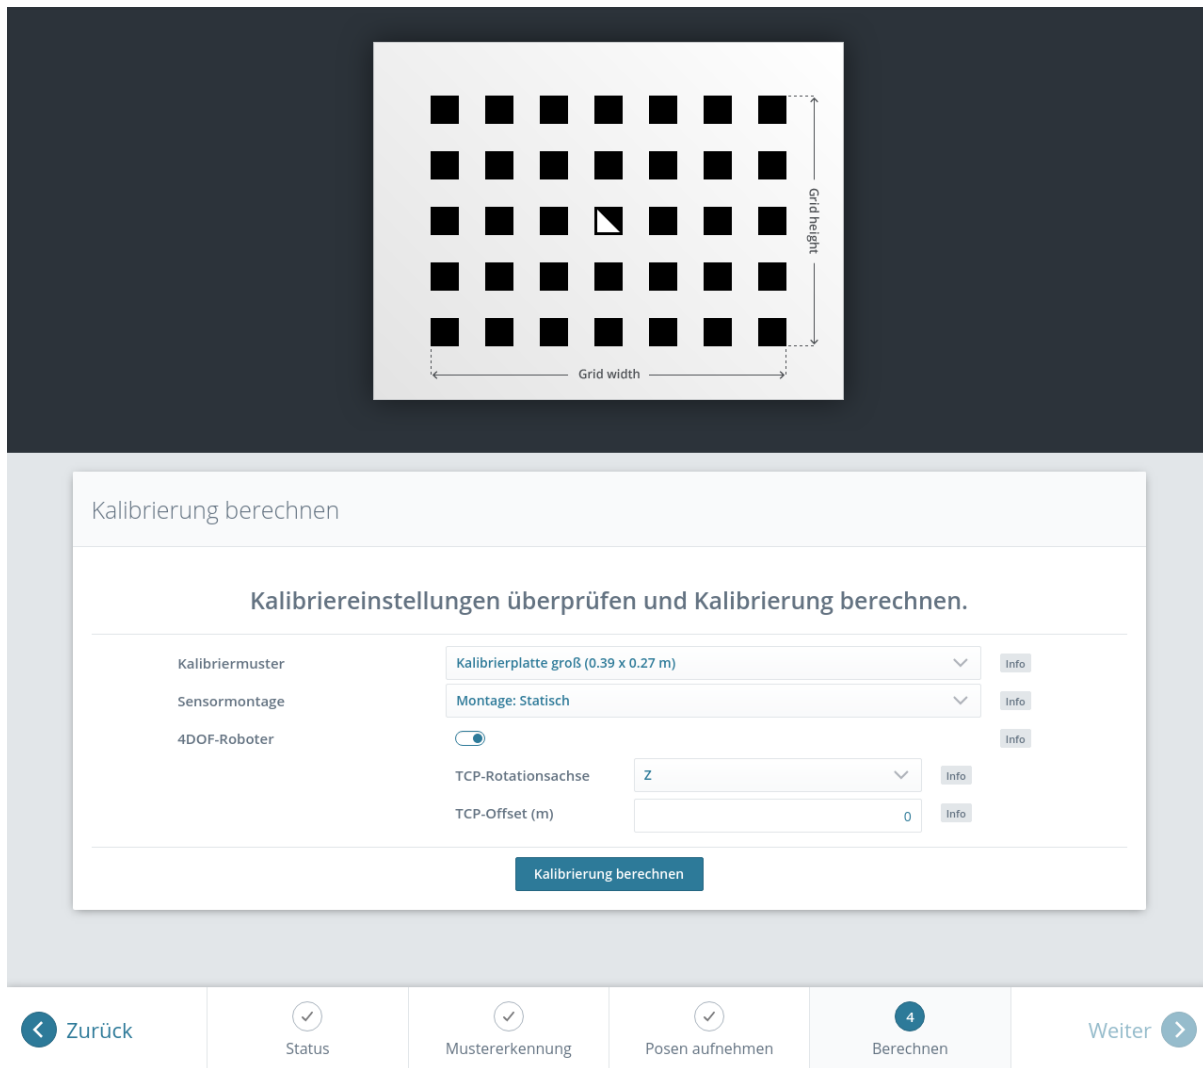 Grid height
Grid width
Kalibrierung berechnen
Kalibriereinstellungen überprüfen und Kalibrierung berechnen.
Kalibriermuster
Kalibrierplatte groß (0.39 x 0.27 m)
Info
Sensormontage
Montage: Statisch
Info
4DOF-Roboter
Info
TCP-Rotationsachse
Z
Info
TCP-Offset (m)
0
Info
Kalibrierung berechnen
Zurück
Status
Mustererkennung
Posen aufnehmen
4
Berechnen
Weiter